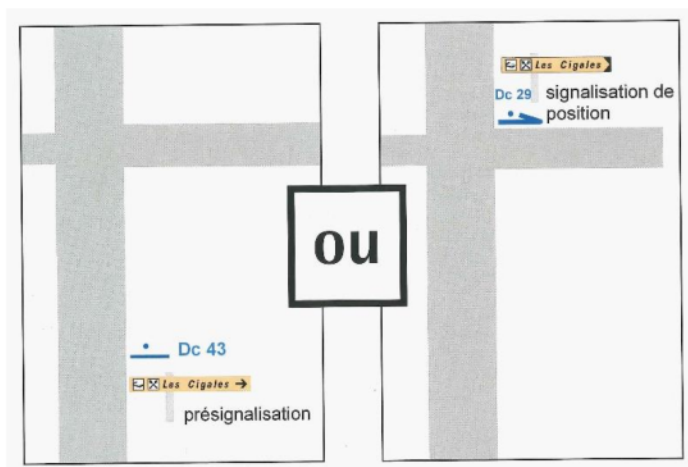 Dc 43
Les Cigales
présignalisation
ou
Les Cigales
Dc 29
signalisation de
position